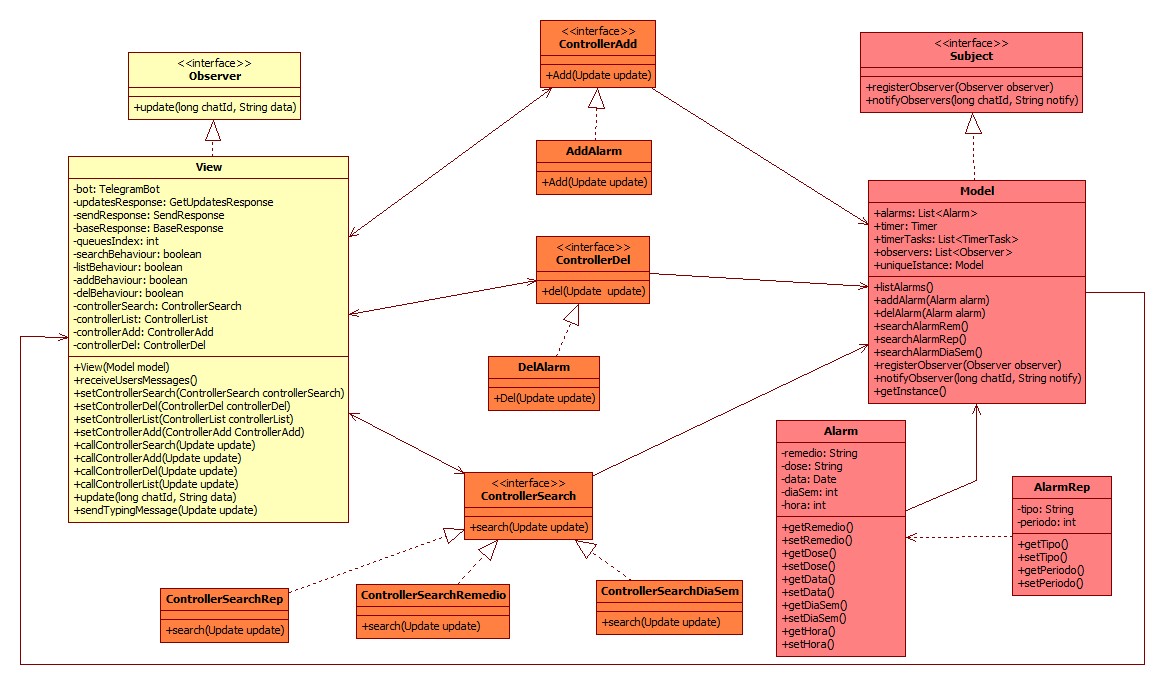 <<interface>>
Observer
+update(long chatId, String data)
View
-bot: TelegramBot
-updatesResponse: GetUpdatesResponse
-sendResponse: SendResponse
-baseResponse: BaseResponse
-queuesIndex: int
-searchBehaviour: boolean
-listBehaviour: boolean
-addBehaviour: boolean
-delBehaviour: boolean
-controllerSearch: ControllerSearch
-controllerList: ControllerList
-controllerAdd: ControllerAdd
-controllerDel: ControllerDel
+View(Model model)
+receiveUsersMessages()
+setControllerSearch(ControllerSearch controllerSearch)
+setControllerDel(ControllerDel controllerDel)
+setControllerList(ControllerList controllerList)
+setControllerAdd(ControllerAdd ControllerAdd)
+callControllerSearch(Update update)
+callControllerAdd(Update update)
+callControllerDel(Update update)
+callControllerList(Update update)
+update(long chatId, String data)
+sendTypingMessage(Update update)
<<interface>>
ControllerAdd
+Add(Update update)
AddAlarm
+Add(Update update)
<<interface>>
ControllerDel
+del(Update  update)
DelAlarm
+Del(Update update)
<<interface>>
ControllerSearch
+search(Update update)
ControllerSearchRep
+search(Update update)
ControllerSearchRemedio
+search(Update update)
ControllerSearchDiaSem
+search(Update update)
<<interface>>
Subject
+registerObserver(Observer observer)
+notifyObservers(long chatId, String notify)
Model
+alarms: List<Alarm>
+timer: Timer
+timerTasks: List<TimerTask>
+observers: List<Observer>
+uniqueIstance: Model
+listAlarms()
+addAlarm(Alarm alarm)
+delAlarm(Alarm alarm)
+searchAlarmRem()
+searchAlarmRep()
+searchAlarmDiaSem()
+registerObserver(Observer observer)
+notifyObserver(long chatId, String notify)
+getInstance()
Alarm
-remedio: String
-dose: String
-data: Date
-diaSem: int
-hora: int
+getRemedio()
+setRemedio()
+getDose()
+setDose()
+getData()
+setData()
+getDiaSem()
+setDiaSem()
+getHora()
+setHora()
AlarmRep
-tipo: String
-periodo: int
+getTipo()
+setTipo()
+getPeriodo()
+setPeriodo()